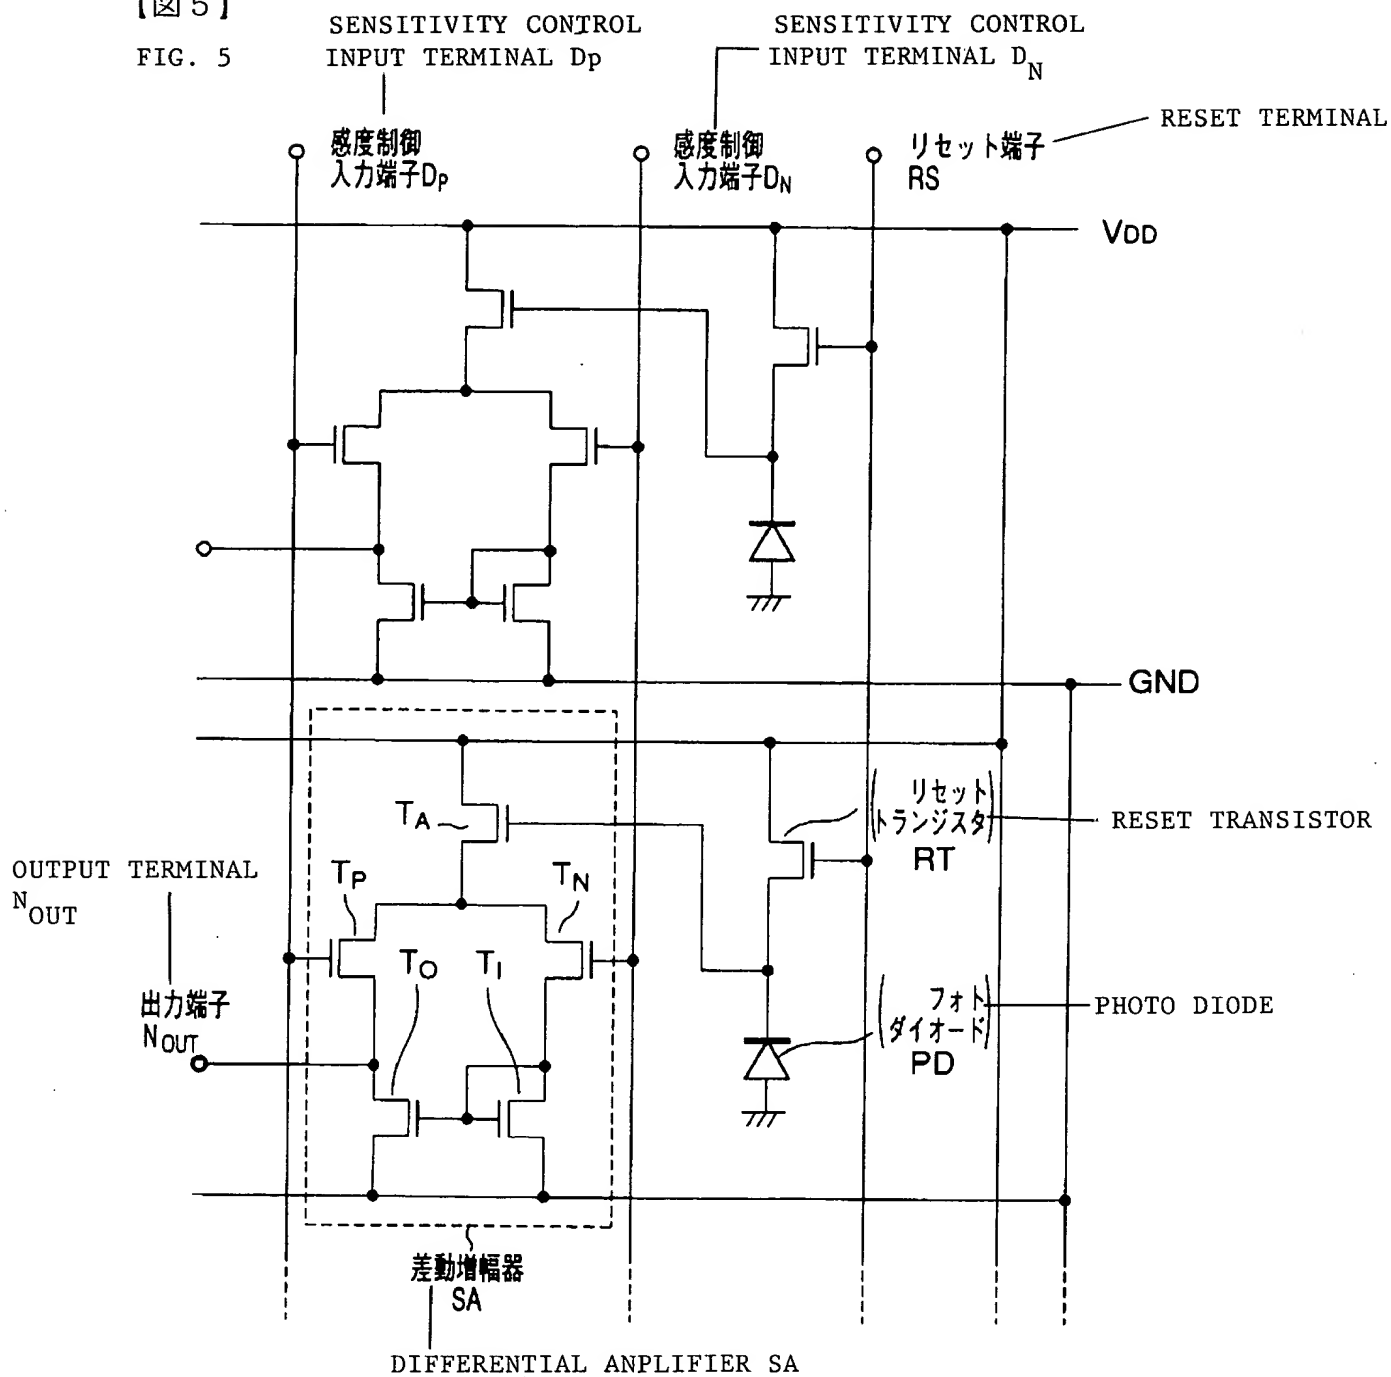 【図5】
FIG. 5
SENSITIVITY CONTROL
INPUT TERMINAL Dp
SENSITIVITY CONTROL
INPUT TERMINAL DN
RESET TERMINAL
感度制御
入力端子DP
感度制御
入力端子DN
リセット端子
RS
VDD
GND
TA
(リセット
トランジスタ)
RT
RESET TRANSISTOR
OUTPUT TERMINAL
NOUT
TP
TN
TO
TI
出力端子
NOUT
(フォト
ダイオード)
PD
PHOTO DIODE
差動増幅器
SA
DIFFERENTIAL ANPLIFIER SA